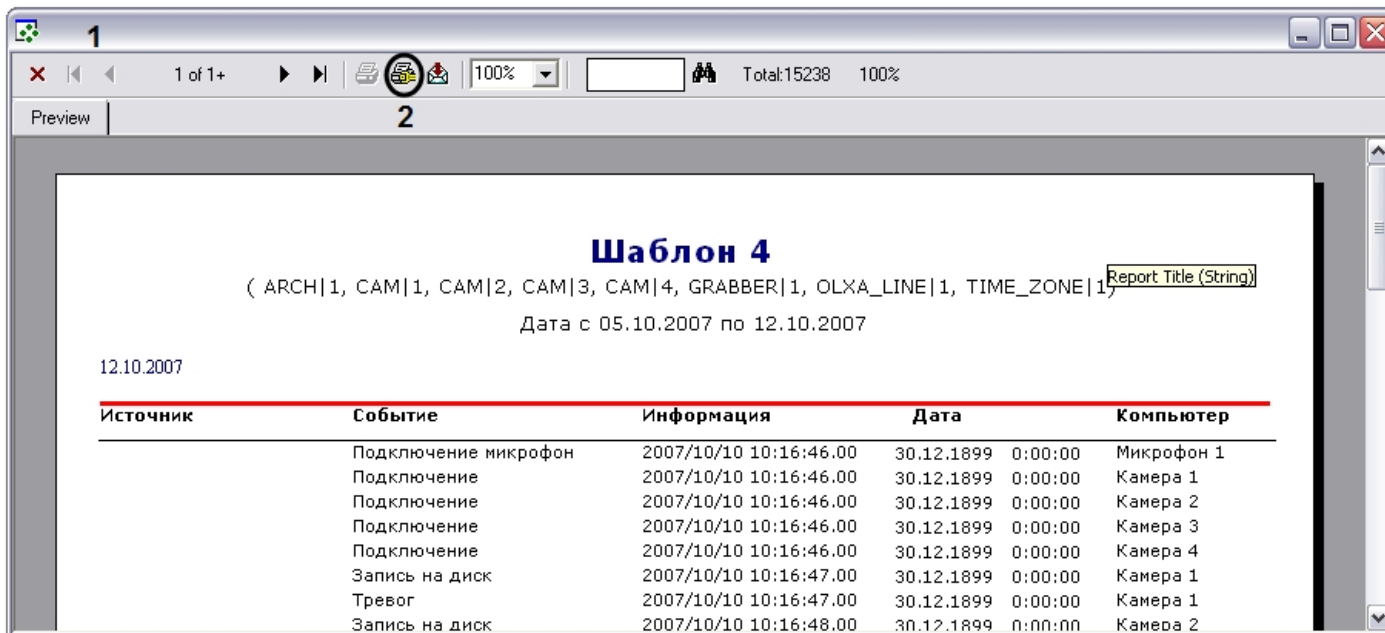 1
1 of 1+ 100% Total:15238 100%
2
Preview
Шаблон 4
( ARCH|1, CAM|1, CAM|2, CAM|3, CAM|4, GRABBER|1, OLXA_LINE|1, TIME_ZONE|1)
Report Title (String)
Дата с 05.10.2007 по 12.10.2007
12.10.2007
Источник Событие Информация Дата Компьютер
Подключение микрофон 2007/10/10 10:16:46.00 30.12.1899 0:00:00 Микрофон 1
Подключение 2007/10/10 10:16:46.00 30.12.1899 0:00:00 Камера 1
Подключение 2007/10/10 10:16:46.00 30.12.1899 0:00:00 Камера 2
Подключение 2007/10/10 10:16:46.00 30.12.1899 0:00:00 Камера 3
Подключение 2007/10/10 10:16:46.00 30.12.1899 0:00:00 Камера 4
Запись на диск 2007/10/10 10:16:47.00 30.12.1899 0:00:00 Камера 1
Тревог 2007/10/10 10:16:47.00 30.12.1899 0:00:00 Камера 1
Запись на диск 2007/10/10 10:16:48.00 30.12.1899 0:00:00 Камера 2